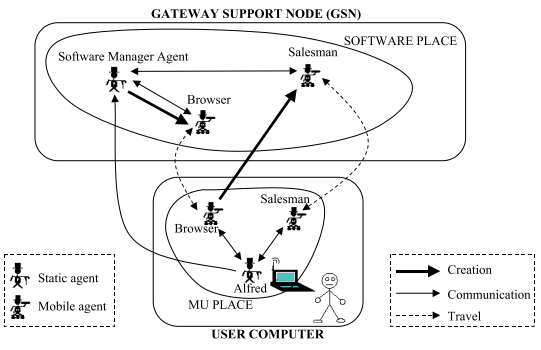 GATEWAY SUPPORT NODE (GSN)
SOFTWARE PLACE
Software Manager Agent
Salesman
Browser
Browser
Salesman
Alfred
MU PLACE
USER COMPUTER
Static agent
Mobile agent
Creation
Communication
Travel